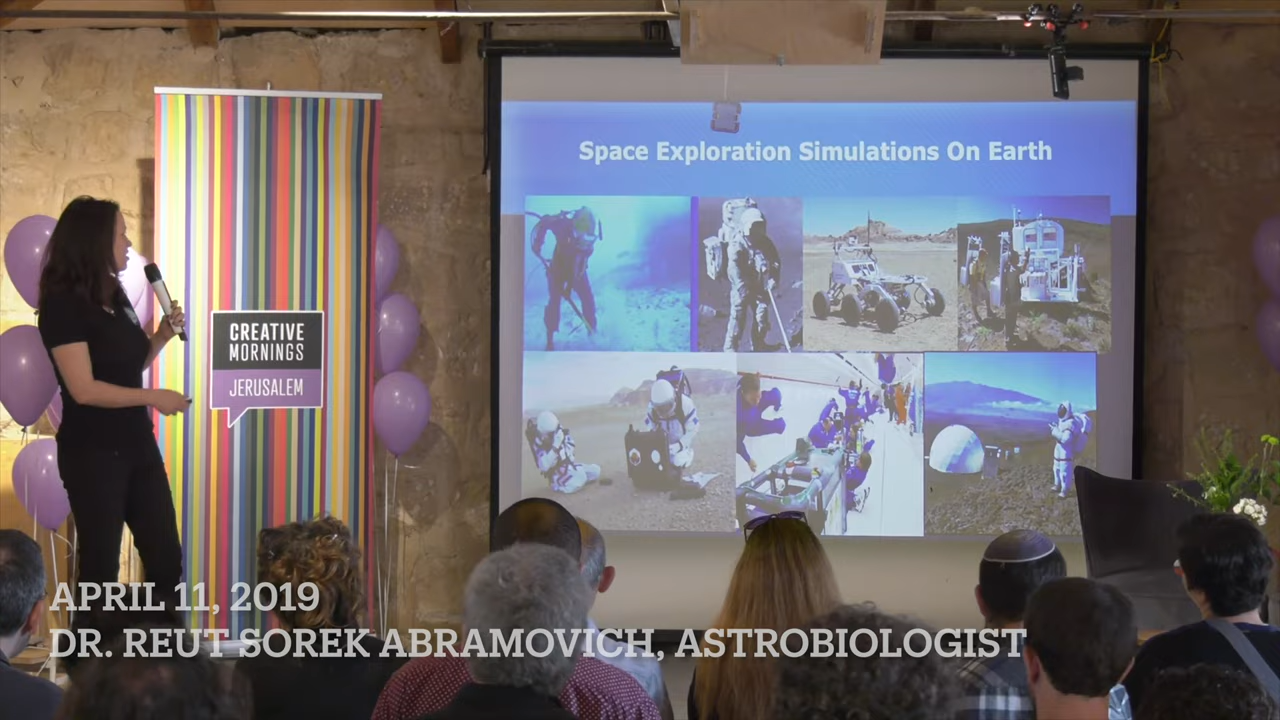 Space Exploration Simulations On Earth
CREATIVE
MORNINGS
JERUSALEM
APRIL 11, 2019
DR. REUT SOREK ABRAMOVICH, ASTROBIOLOGIST